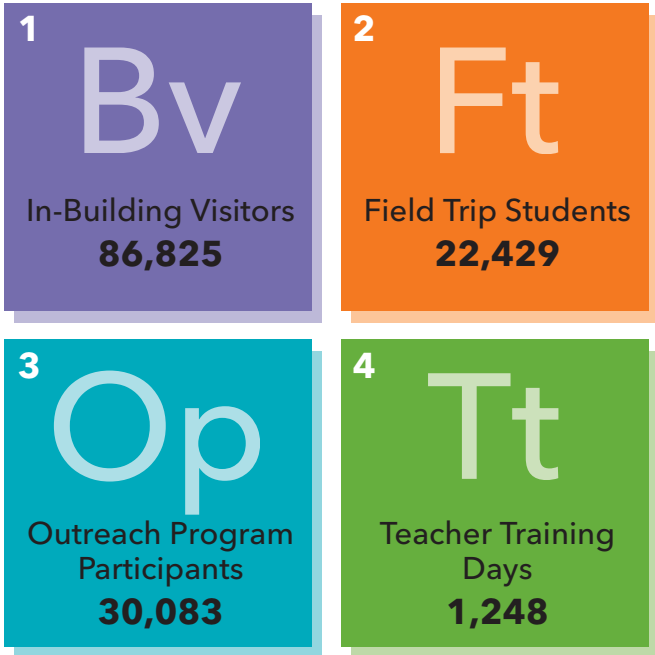 1
Bv
In-Building Visitors
86,825
2
Ft
Field Trip Students
22,429
3
Op
Outreach Program
Participants
30,083
4
Tt
Teacher Training
Days
1,248